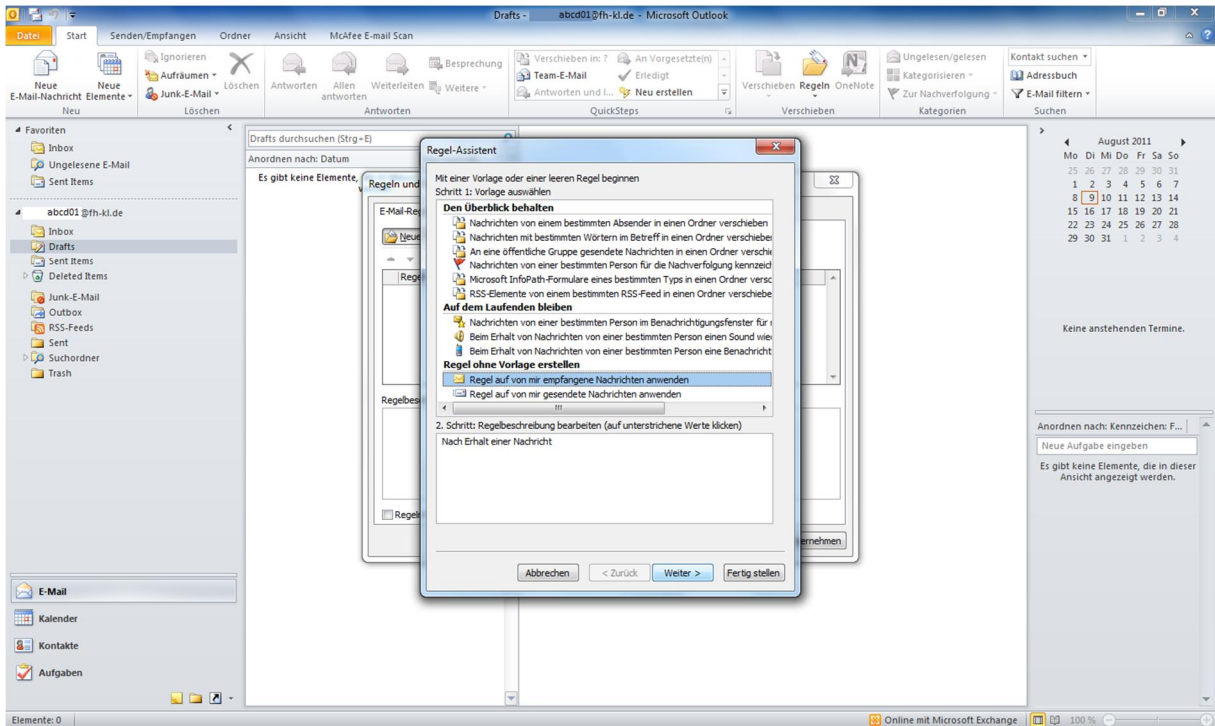 Drafts - abcd01@fh-kl.de - Microsoft Outlook
Datei Start Senden/Empfangen Ordner Ansicht McAfee E-mail Scan
Neue E-Mail-Nachricht
Neue Elemente
Ignorieren
Aufräumen
Junk-E-Mail
Löschen
Antworten
Allen antworten
Weiterleiten
Besprechung
Weitere
Verschieben in: ?
Team-E-Mail
Antworten und l...
An Vorgesetzte(n)
Erledigt
Neu erstellen
Verschieben
Regeln
OneNote
Ungelesen/gelesen
Kategorisieren
Zur Nachverfolgung
Kontakt suchen
Adressbuch
E-Mail filtern
Neu Löschen Antworten QuickSteps Verschieben Kategorien Suchen
Favoriten
Inbox
Ungelesene E-Mail
Sent Items
abcd01 @fh-kl.de
Inbox
Drafts
Sent Items
Deleted Items
Junk-E-Mail
Outbox
RSS-Feeds
Sent
Suchordner
Trash
E-Mail
Kalender
Kontakte
Aufgaben
Drafts durchsuchen (Strg+E)
Anordnen nach: Datum
Es gibt keine Elemente,
Regeln und
E-Mail-Reg
Neue
Rege
Regelbes
Regeln
ernehmen
Regel-Assistent
Mit einer Vorlage oder einer leeren Regel beginnen
Schritt 1: Vorlage auswählen
Den Überblick behalten
Nachrichten von einem bestimmten Absender in einen Ordner verschieben
Nachrichten mit bestimmten Wörtern im Betreff in einen Ordner verschieben
An eine öffentliche Gruppe gesendete Nachrichten in einen Ordner verschie
Nachrichten von einer bestimmten Person für die Nachverfolgung kennzeich
Microsoft InfoPath-Formulare eines bestimmten Typs in einen Ordner versc
RSS-Elemente von einem bestimmten RSS-Feed in einen Ordner verschiebe
Auf dem Laufenden bleiben
Nachrichten von einer bestimmten Person im Benachrichtigungsfenster für
Beim Erhalt von Nachrichten von einer bestimmten Person einen Sound wie
Beim Erhalt von Nachrichten von einer bestimmten Person eine Benachricht
Regel ohne Vorlage erstellen
Regel auf von mir empfangene Nachrichten anwenden
Regel auf von mir gesendete Nachrichten anwenden
2. Schritt: Regelbeschreibung bearbeiten (auf unterstrichene Werte klicken)
Nach Erhalt einer Nachricht
Abbrechen < Zurück Weiter > Fertig stellen
August 2011
Mo Di Mi Do Fr Sa So
25 26 27 28 29 30 31
1 2 3 4 5 6 7
8 9 10 11 12 13 14
15 16 17 18 19 20 21
22 23 24 25 26 27 28
29 30 31 1 2 3 4
Keine anstehenden Termine.
Anordnen nach: Kennzeichen: F...
Neue Aufgabe eingeben
Es gibt keine Elemente, die in dieser
Ansicht angezeigt werden.
Elemente: 0
Online mit Microsoft Exchange
100 %